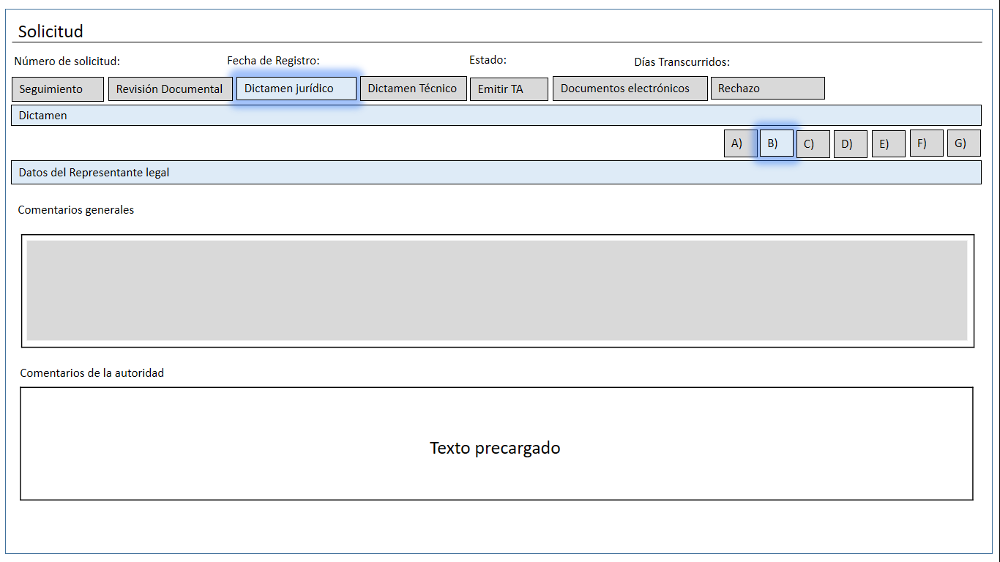 Solicitud
Número de solicitud: Fecha de Registro: Estado: Días Transcurridos:
Seguimiento Revisión Documental Dictamen jurídico Dictamen Técnico Emitir TA Documentos electrónicos Rechazo
Dictamen
A) B) C) D) E) F) G)
Datos del Representante legal
Comentarios generales
Comentarios de la autoridad
Texto precargado